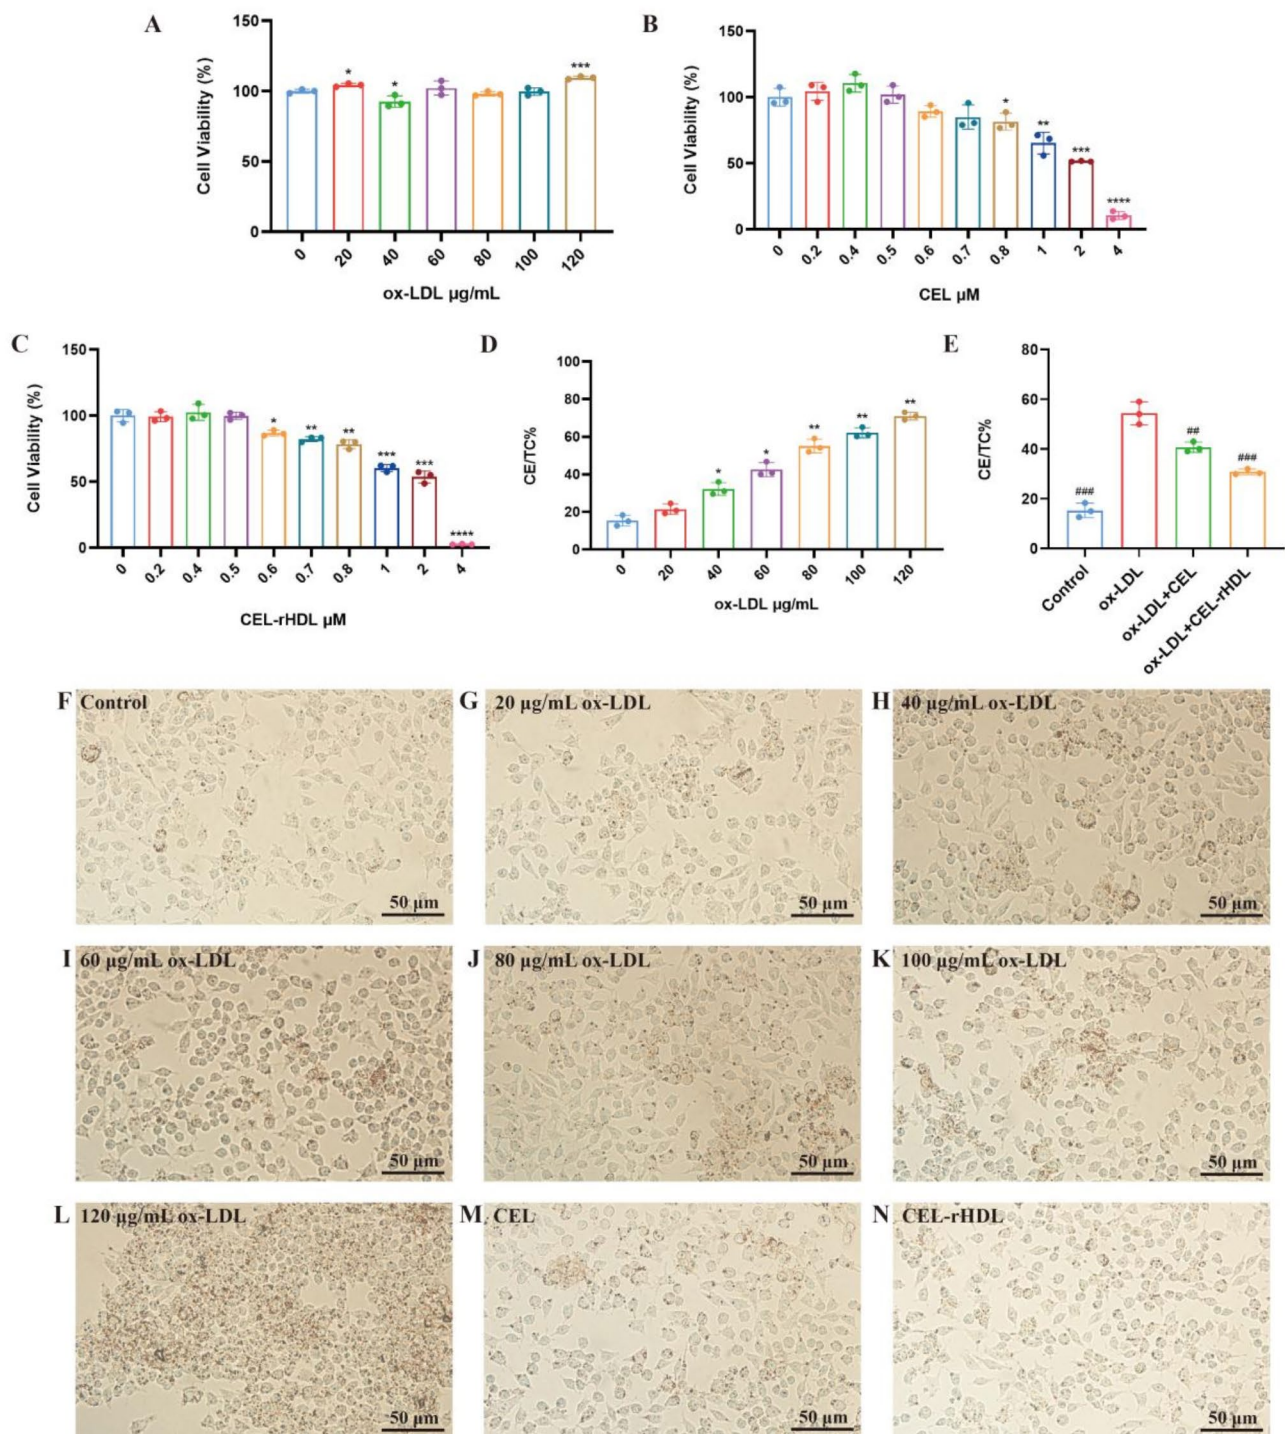 A
Cell Viability (%)
150
100
50
0
* * ***
0 20 40 60 80 100 120
ox-LDL µg/mL
B
Cell Viability (%)
150
100
50
0
* ** *** ****
0 0.2 0.4 0.5 0.6 0.7 0.8 1 2 4
CEL µM
C
Cell Viability (%)
150
100
50
0
* ** ** *** *** ****
0 0.2 0.4 0.5 0.6 0.7 0.8 1 2 4
CEL-rHDL µM
D
CE/TC%
100
80
60
40
20
0
* * ** ** **
0 20 40 60 80 100 120
ox-LDL µg/mL
E
CE/TC%
80
60
40
20
0
### ## ###
Control
ox-LDL
ox-LDL+CEL
ox-LDL+CEL-rHDL
F Control
50 µm
G 20 µg/mL ox-LDL
50 µm
H 40 µg/mL ox-LDL
50 µm
I 60 µg/mL ox-LDL
50 µm
J 80 µg/mL ox-LDL
50 µm
K 100 µg/mL ox-LDL
50 µm
L 120 µg/mL ox-LDL
50 µm
M CEL
50 µm
N CEL-rHDL
50 µm